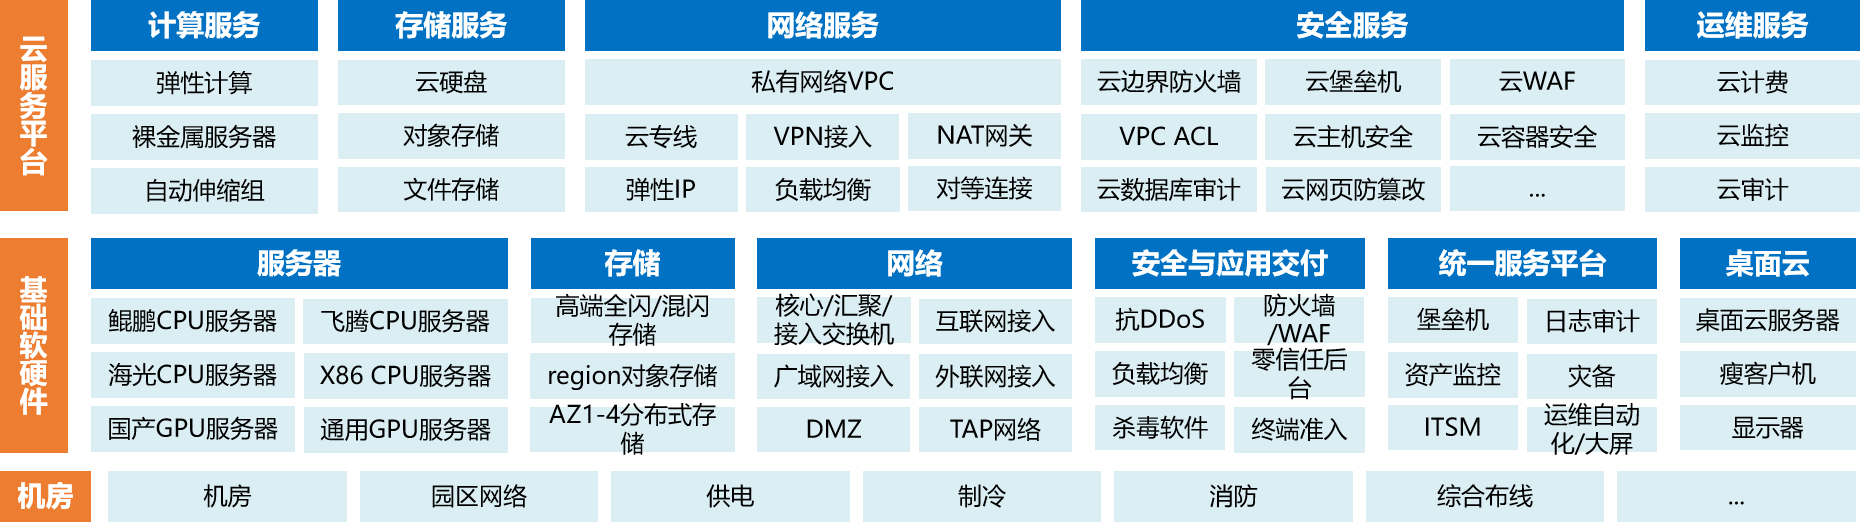 云服务平台
计算服务
存储服务
网络服务
安全服务
运维服务
弹性计算
云硬盘
私有网络VPC
云边界防火墙
云堡垒机
云WAF
云计费
裸金属服务器
对象存储
云专线
VPN接入
NAT网关
VPC ACL
云主机安全
云容器安全
云监控
自动伸缩组
文件存储
弹性IP
负载均衡
对等连接
云数据库审计
云网页防篡改
...
云审计
基础软硬件
服务器
存储
网络
安全与应用交付
统一服务平台
桌面云
鲲鹏CPU服务器
飞腾CPU服务器
高端全闪/混闪
存储
核心/汇聚/
接入交换机
互联网接入
抗DDoS
防火墙
/WAF
堡垒机
日志审计
桌面云服务器
海光CPU服务器
X86 CPU服务器
region对象存储
广域网接入
外联网接入
负载均衡
零信任后
台
资产监控
灾备
瘦客户机
国产GPU服务器
通用GPU服务器
AZ1-4分布式存
储
DMZ
TAP网络
杀毒软件
终端准入
ITSM
运维自动
化/大屏
显示器
机房
机房
园区网络
供电
制冷
消防
综合布线
...